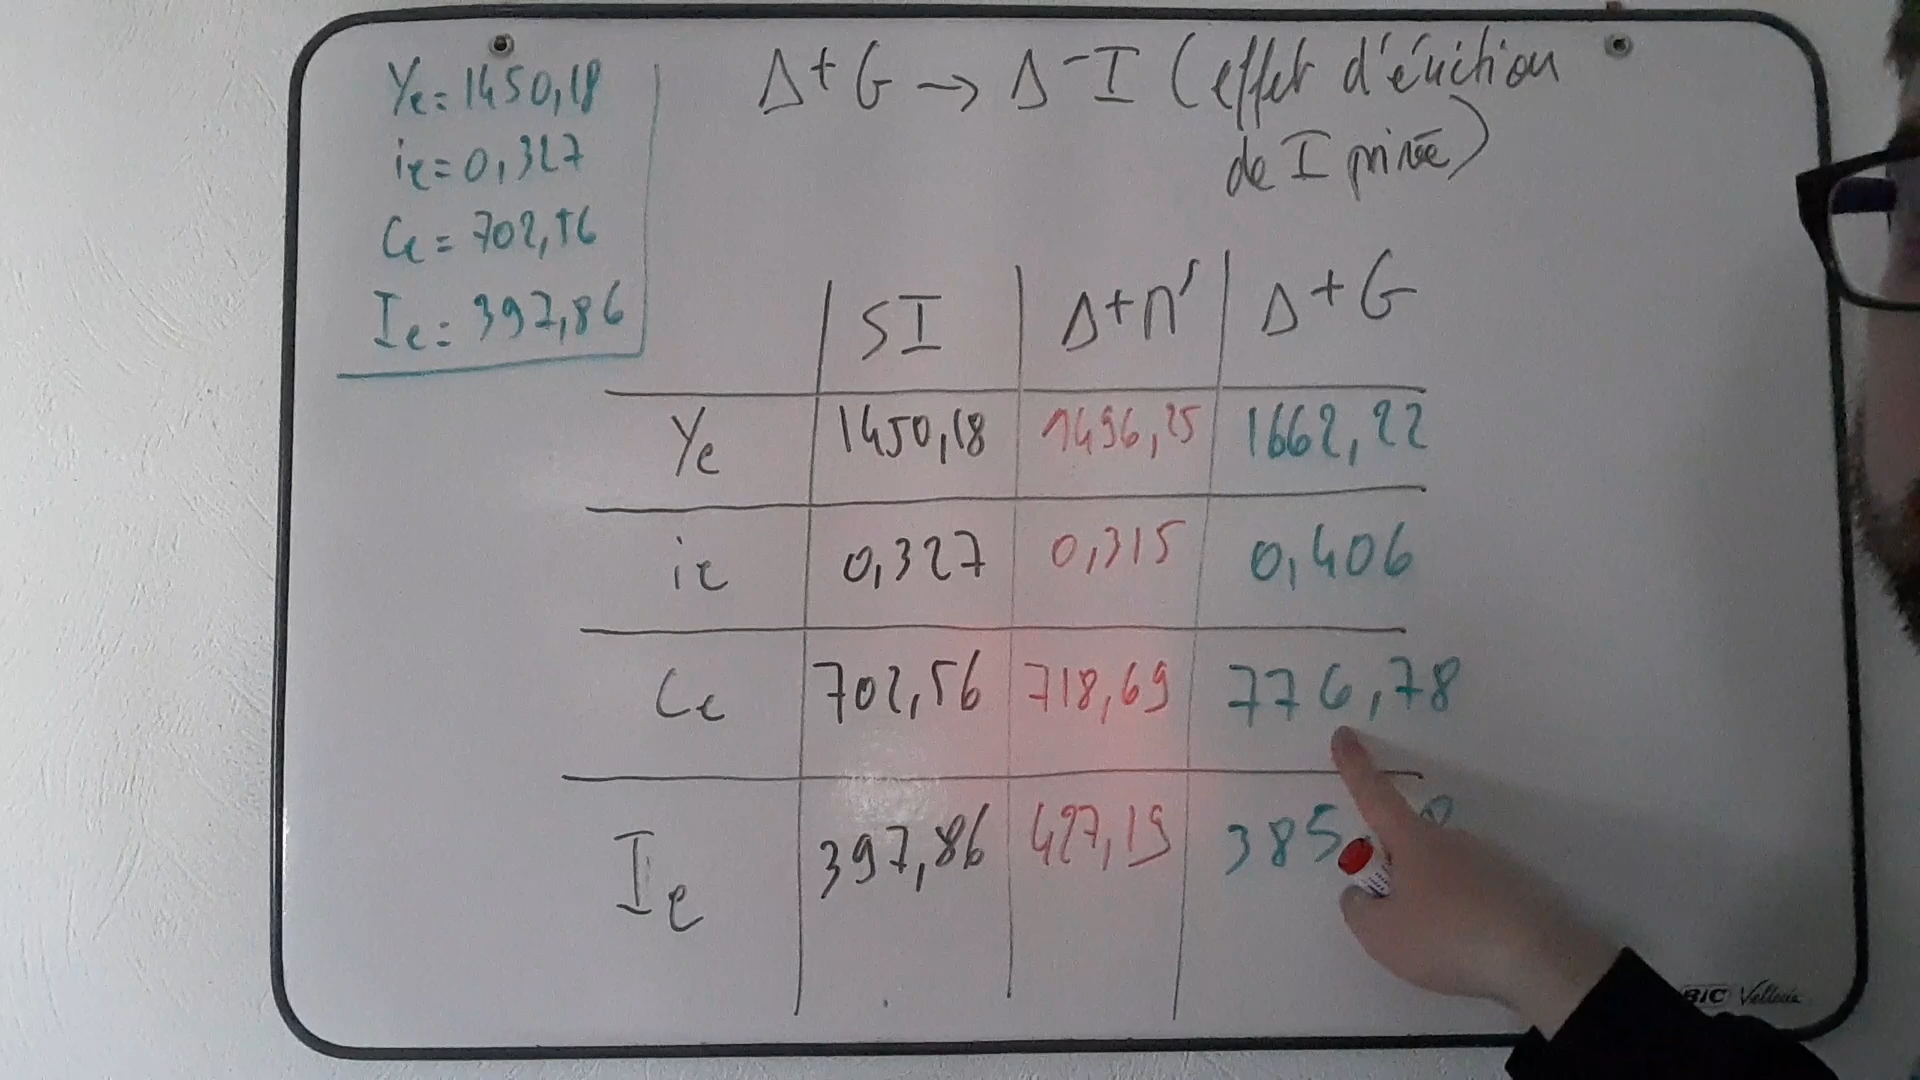 Ye = 1450,18
ie = 0,327
Ce = 702,56
Ie = 397,86
Δ+G → Δ-I (effet d'éviction
de I privée)
SI Δ+M' Δ+G
Ye 1450,18 1496,25 1662,22
ie 0,327 0,315 0,406
Ce 702,56 718,69 776,78
Ie 397,86 427,19 385
BIC Velleda